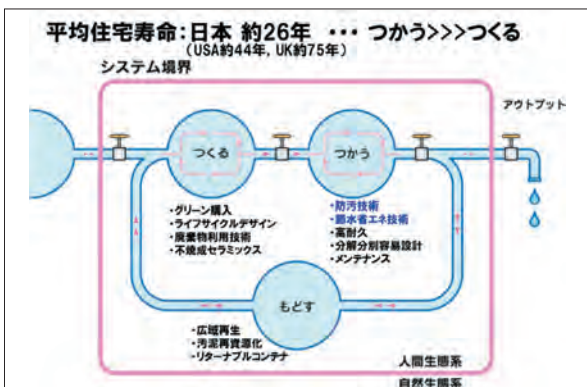 平均住宅寿命:日本 約26年 ･･･ つかう>>>つくる
(USA約44年, UK約75年)
システム境界
アウトプット
つくる
つかう
・グリーン購入
・ライフサイクルデザイン
・廃棄物利用技術
・不焼成セラミックス
・防汚技術
・節水省エネ技術
・高耐久
・分解分別容易設計
・メンテナンス
もどす
・広域再生
・汚泥再資源化
・リターナブルコンテナ
人間生態系
自然生態系